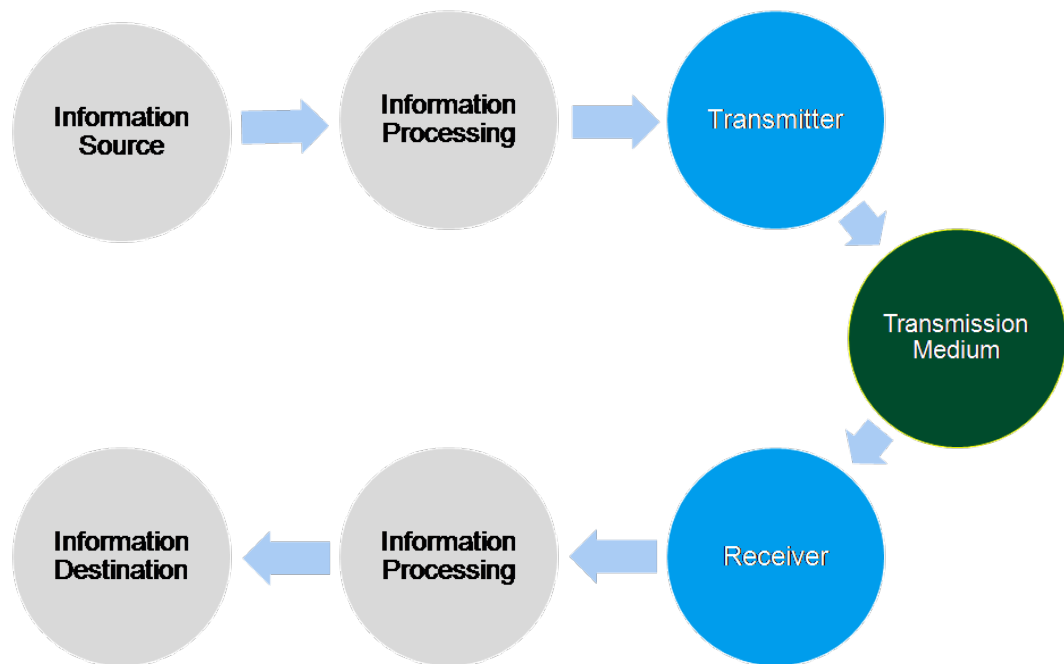 Information
Source
Information
Processing
Transmitter
Transmission
Medium
Receiver
Information
Processing
Information
Destination